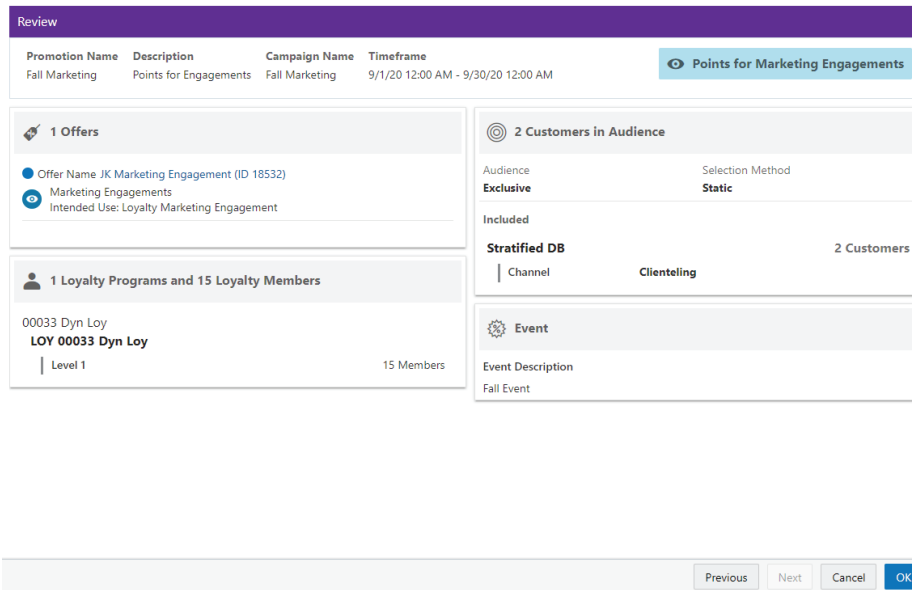 Review
Promotion Name Description Campaign Name Timeframe
Fall Marketing Points for Engagements Fall Marketing 9/1/20 12:00 AM - 9/30/20 12:00 AM
Points for Marketing Engagements
1 Offers
Offer Name JK Marketing Engagement (ID 18532)
Marketing Engagements
Intended Use: Loyalty Marketing Engagement
1 Loyalty Programs and 15 Loyalty Members
00033 Dyn Loy
LOY 00033 Dyn Loy
Level 1 15 Members
2 Customers in Audience
Audience Selection Method
Exclusive Static
Included
Stratified DB 2 Customers
Channel Clienteling
Event
Event Description
Fall Event
Previous Next Cancel OK